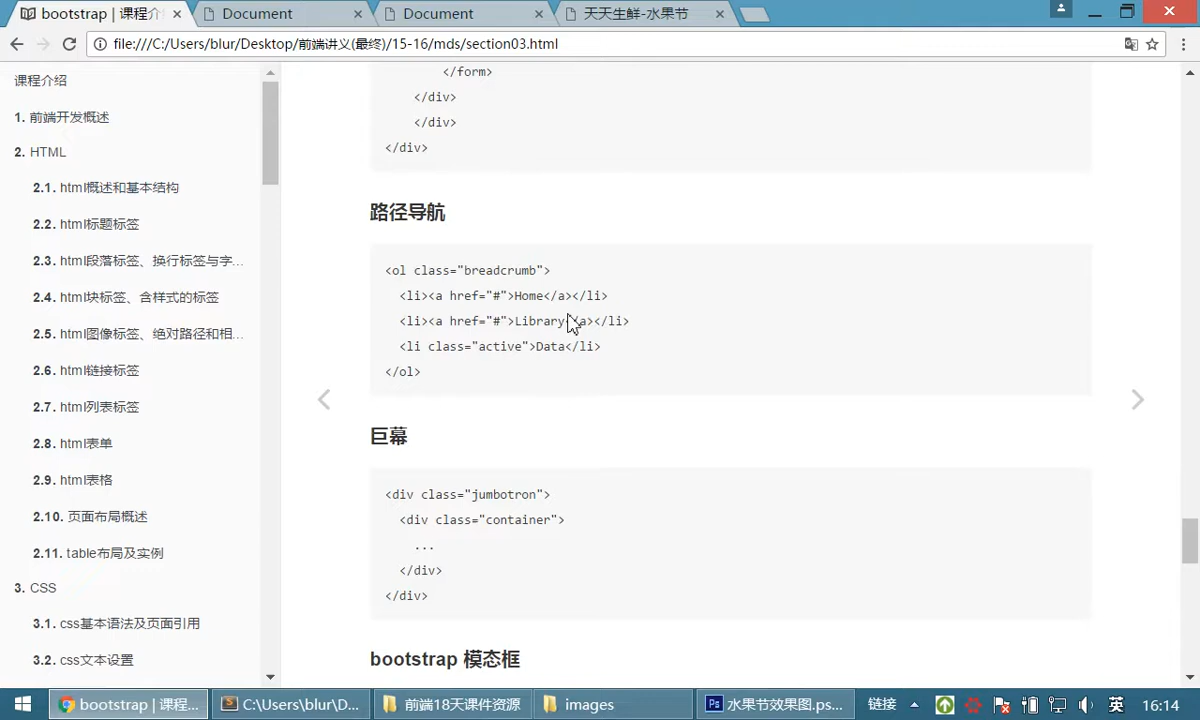 bootstrap | 课程介
Document
Document
天天生鲜-水果节
file:///C:/Users/blur/Desktop/前端讲义(最终)/15-16/mds/section03.html
课程介绍
1. 前端开发概述
2. HTML
2.1. html概述和基本结构
2.2. html标题标签
2.3. html段落标签、换行标签与字...
2.4. html块标签、含样式的标签
2.5. html图像标签、绝对路径和相...
2.6. html链接标签
2.7. html列表标签
2.8. html表单
2.9. html表格
2.10. 页面布局概述
2.11. table布局及实例
3. CSS
3.1. css基本语法及页面引用
3.2. css文本设置
</form>
</div>
</div>
</div>
路径导航
<ol class="breadcrumb">
<li><a href="#">Home</a></li>
<li><a href="#">Library</a></li>
<li class="active">Data</li>
</ol>
巨幕
<div class="jumbotron">
<div class="container">
...
</div>
</div>
bootstrap 模态框
bootstrap | 课程...
C:\Users\blur\D...
前端18天课件资源
images
水果节效果图.ps...
链接
英
16:14